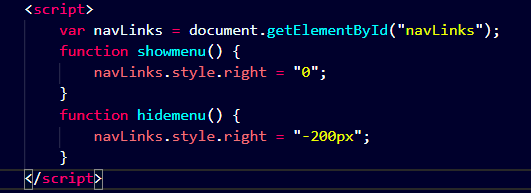 <script>
    var navLinks = document.getElementById("navLinks");
    function showmenu() {
        navLinks.style.right = "0";
    }
    function hidemenu() {
        navLinks.style.right = "-200px";
    }
</script>